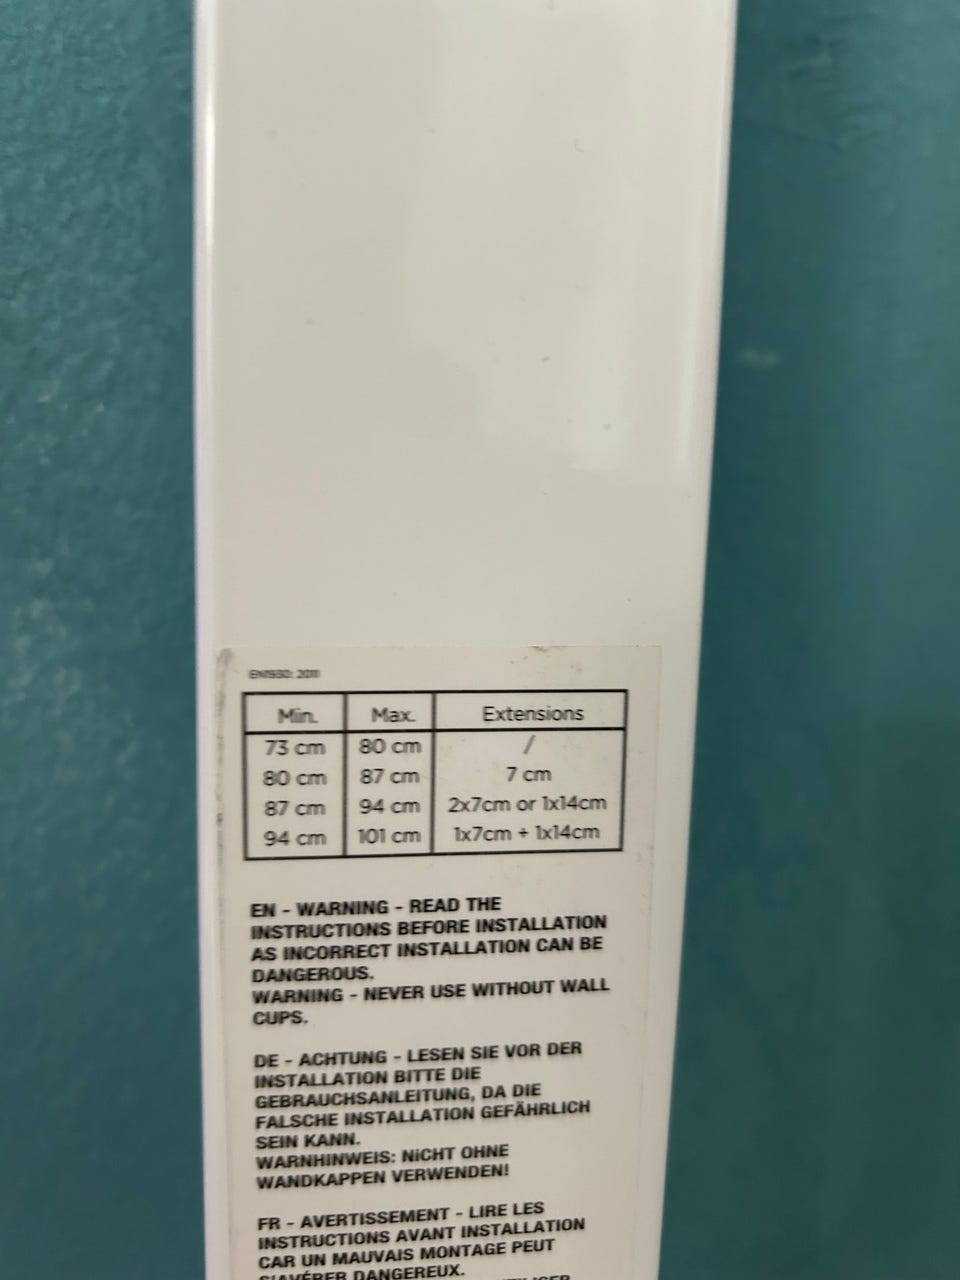 EN1930: 2011
Min. Max. Extensions
73 cm 80 cm /
80 cm 87 cm 7 cm
87 cm 94 cm 2x7cm or 1x14cm
94 cm 101 cm 1x7cm + 1x14cm
EN - WARNING - READ THE
INSTRUCTIONS BEFORE INSTALLATION
AS INCORRECT INSTALLATION CAN BE
DANGEROUS.
WARNING - NEVER USE WITHOUT WALL
CUPS.
DE - ACHTUNG - LESEN SIE VOR DER
INSTALLATION BITTE DIE
GEBRAUCHSANLEITUNG, DA DIE
FALSCHE INSTALLATION GEFÄHRLICH
SEIN KANN.
WARNHINWEIS: NiCHT OHNE
WANDKAPPEN VERWENDEN!
FR - AVERTISSEMENT - LIRE LES
INSTRUCTIONS AVANT INSTALLATION
CAR UN MAUVAIS MONTAGE PEUT
S'AVÉRER DANGEREUX.